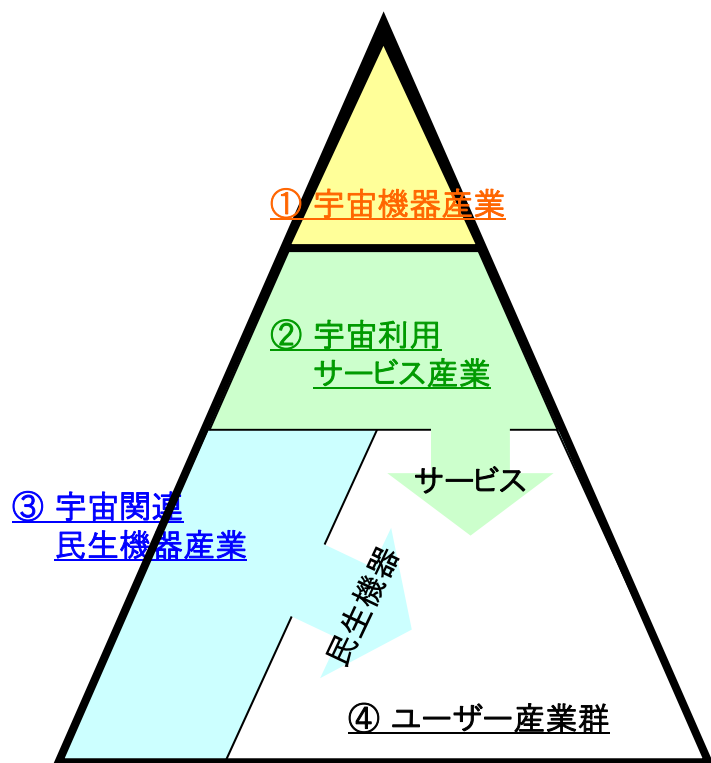 ① 宇宙機器産業
② 宇宙利用
サービス産業
サービス
③ 宇宙関連
民生機器産業
民生機器
④ ユーザー産業群